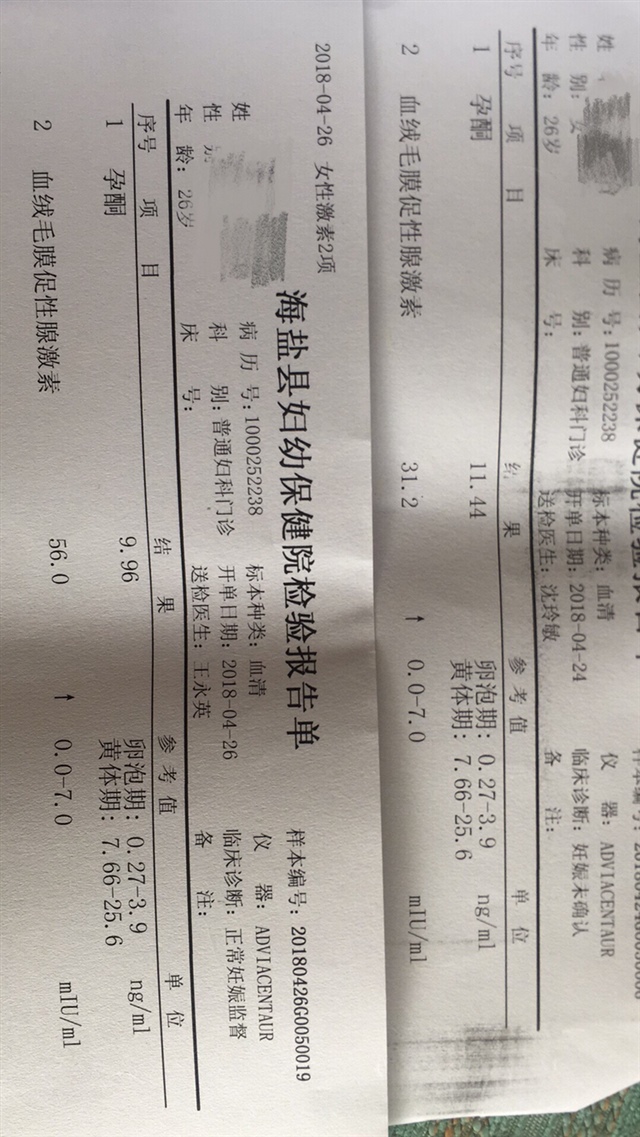 姓 病历号:1000252238 标本种类:血清 仪器:ADVIACENTAUR
性别:女 科别:普通妇科门诊 开单日期:2018-04-24 临床诊断:妊娠未确认
年龄:26岁 床号: 送检医生:沈玲敏 备注:
序号 项目 结果 参考值 单位
1 孕酮 11.44 卵泡期: 0.27-3.9 ng/ml
黄体期: 7.66-25.6
2 血绒毛膜促性腺激素 31.2 ↑ 0.0-7.0 mIU/ml
2018-04-26 女性激素2项
海盐县妇幼保健院检验报告单
样本编号: 20180426G0050019
姓 病历号:1000252238 标本种类:血清 仪器:ADVIACENTAUR
性 科别:普通妇科门诊 开单日期:2018-04-26 临床诊断:正常妊娠监督
年龄:26岁 床号: 送检医生:王永英 备注:
序号 项目 结果 参考值 单位
1 孕酮 9.96 卵泡期: 0.27-3.9 ng/ml
黄体期: 7.66-25.6
2 血绒毛膜促性腺激素 56.0 ↑ 0.0-7.0 mIU/ml